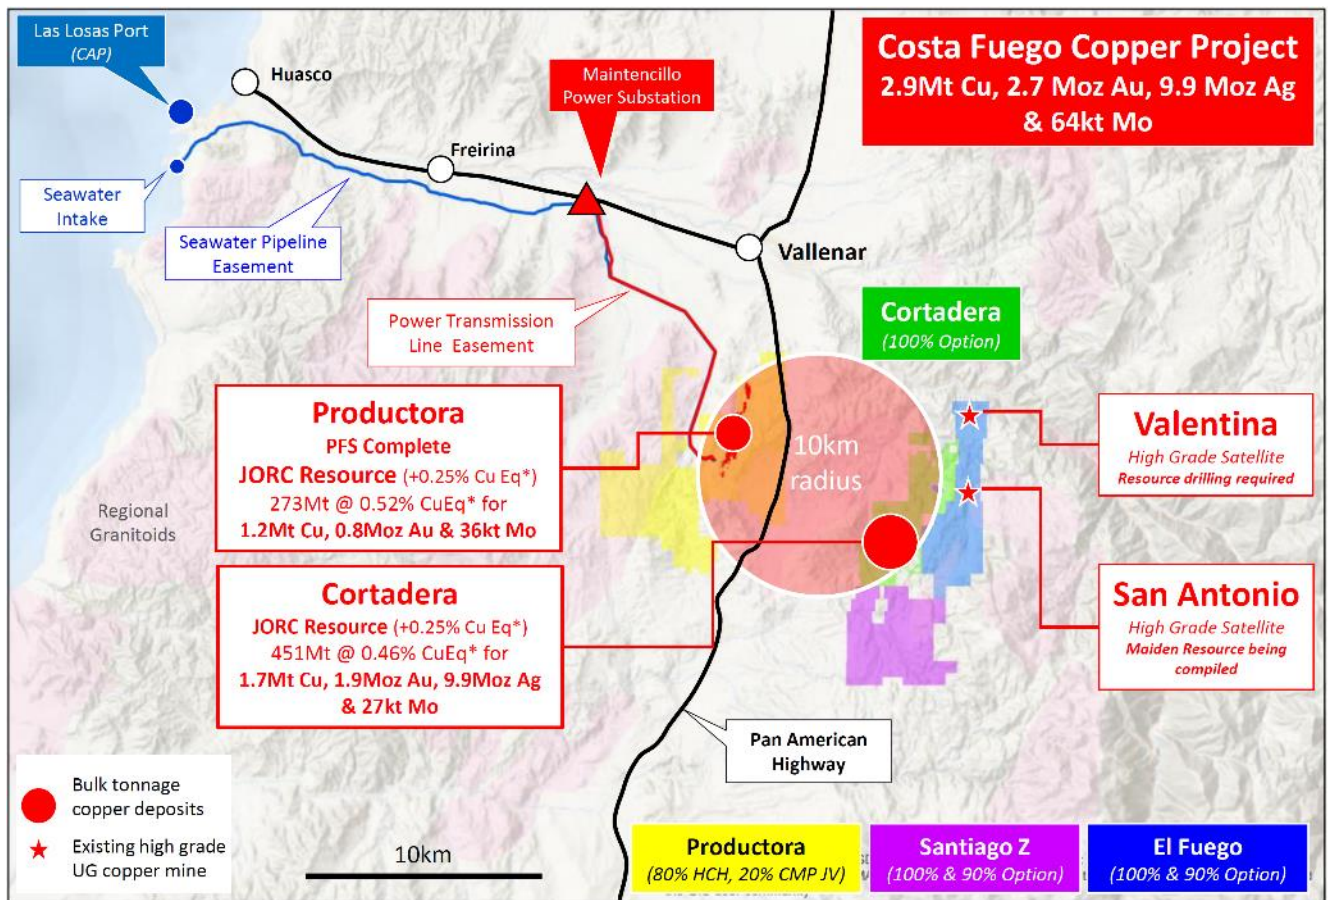 Las Losas Port
(CAP)
Huasco
Maintencillo
Power Substation
Costa Fuego Copper Project
2.9Mt Cu, 2.7 Moz Au, 9.9 Moz Ag
& 64kt Mo
Freirina
Seawater
Intake
Seawater Pipeline
Easement
Vallenar
Power Transmission
Line Easement
Cortadera
(100% Option)
Productora
PFS Complete
JORC Resource (+0.25% Cu Eq*)
273Mt @ 0.52% CuEq* for
1.2Mt Cu, 0.8Moz Au & 36kt Mo
10km
radius
Valentina
High Grade Satellite
Resource drilling required
Regional
Granitoids
Cortadera
JORC Resource (+0.25% Cu Eq*)
451Mt @ 0.46% CuEq* for
1.7Mt Cu, 1.9Moz Au, 9.9Moz Ag
& 27kt Mo
San Antonio
High Grade Satellite
Maiden Resource being
compiled
Pan American
Highway
Bulk tonnage
copper deposits
Existing high grade
UG copper mine
10km
Productora
(80% HCH, 20% CMP JV)
Santiago Z
(100% & 90% Option)
El Fuego
(100% & 90% Option)